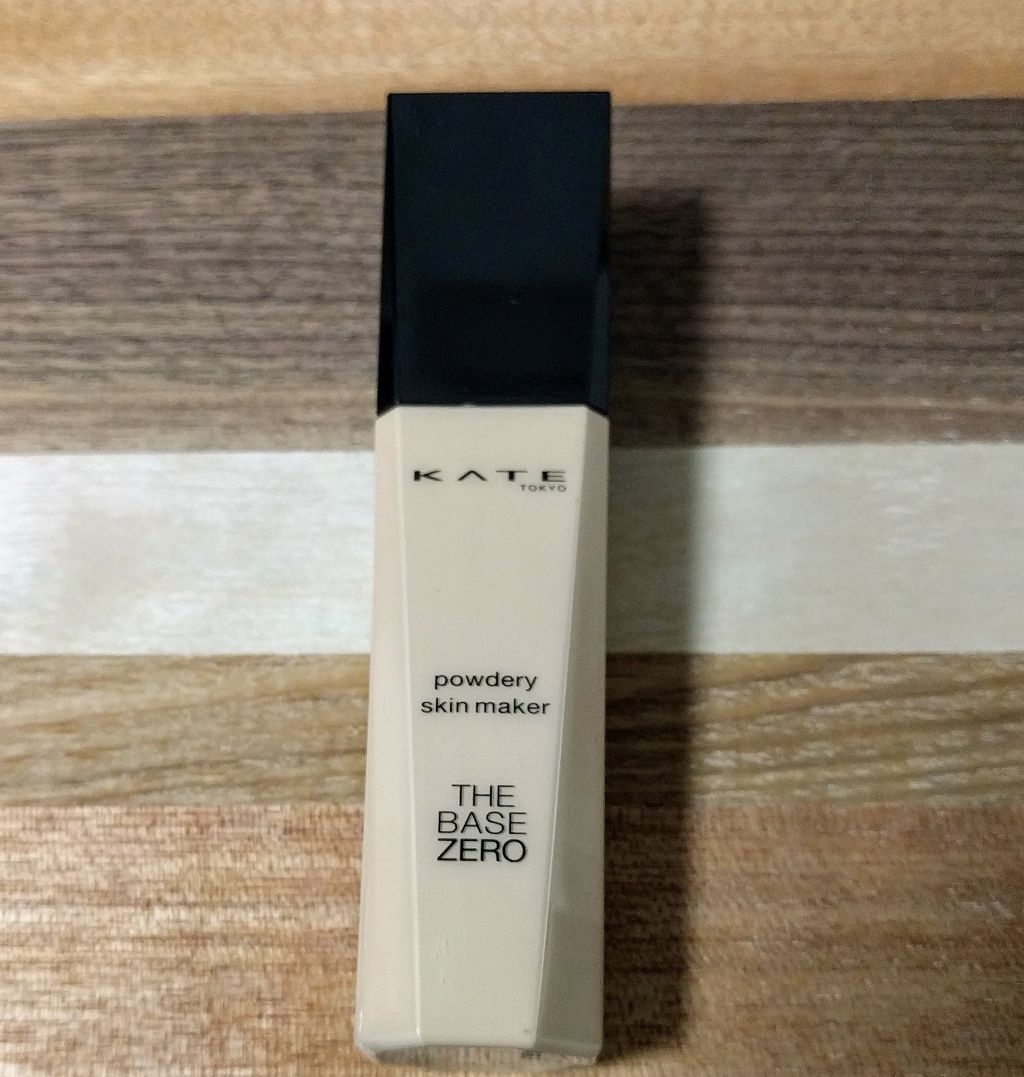 KATE
TOKYO
powdery
skin maker
THE
BASE
ZERO